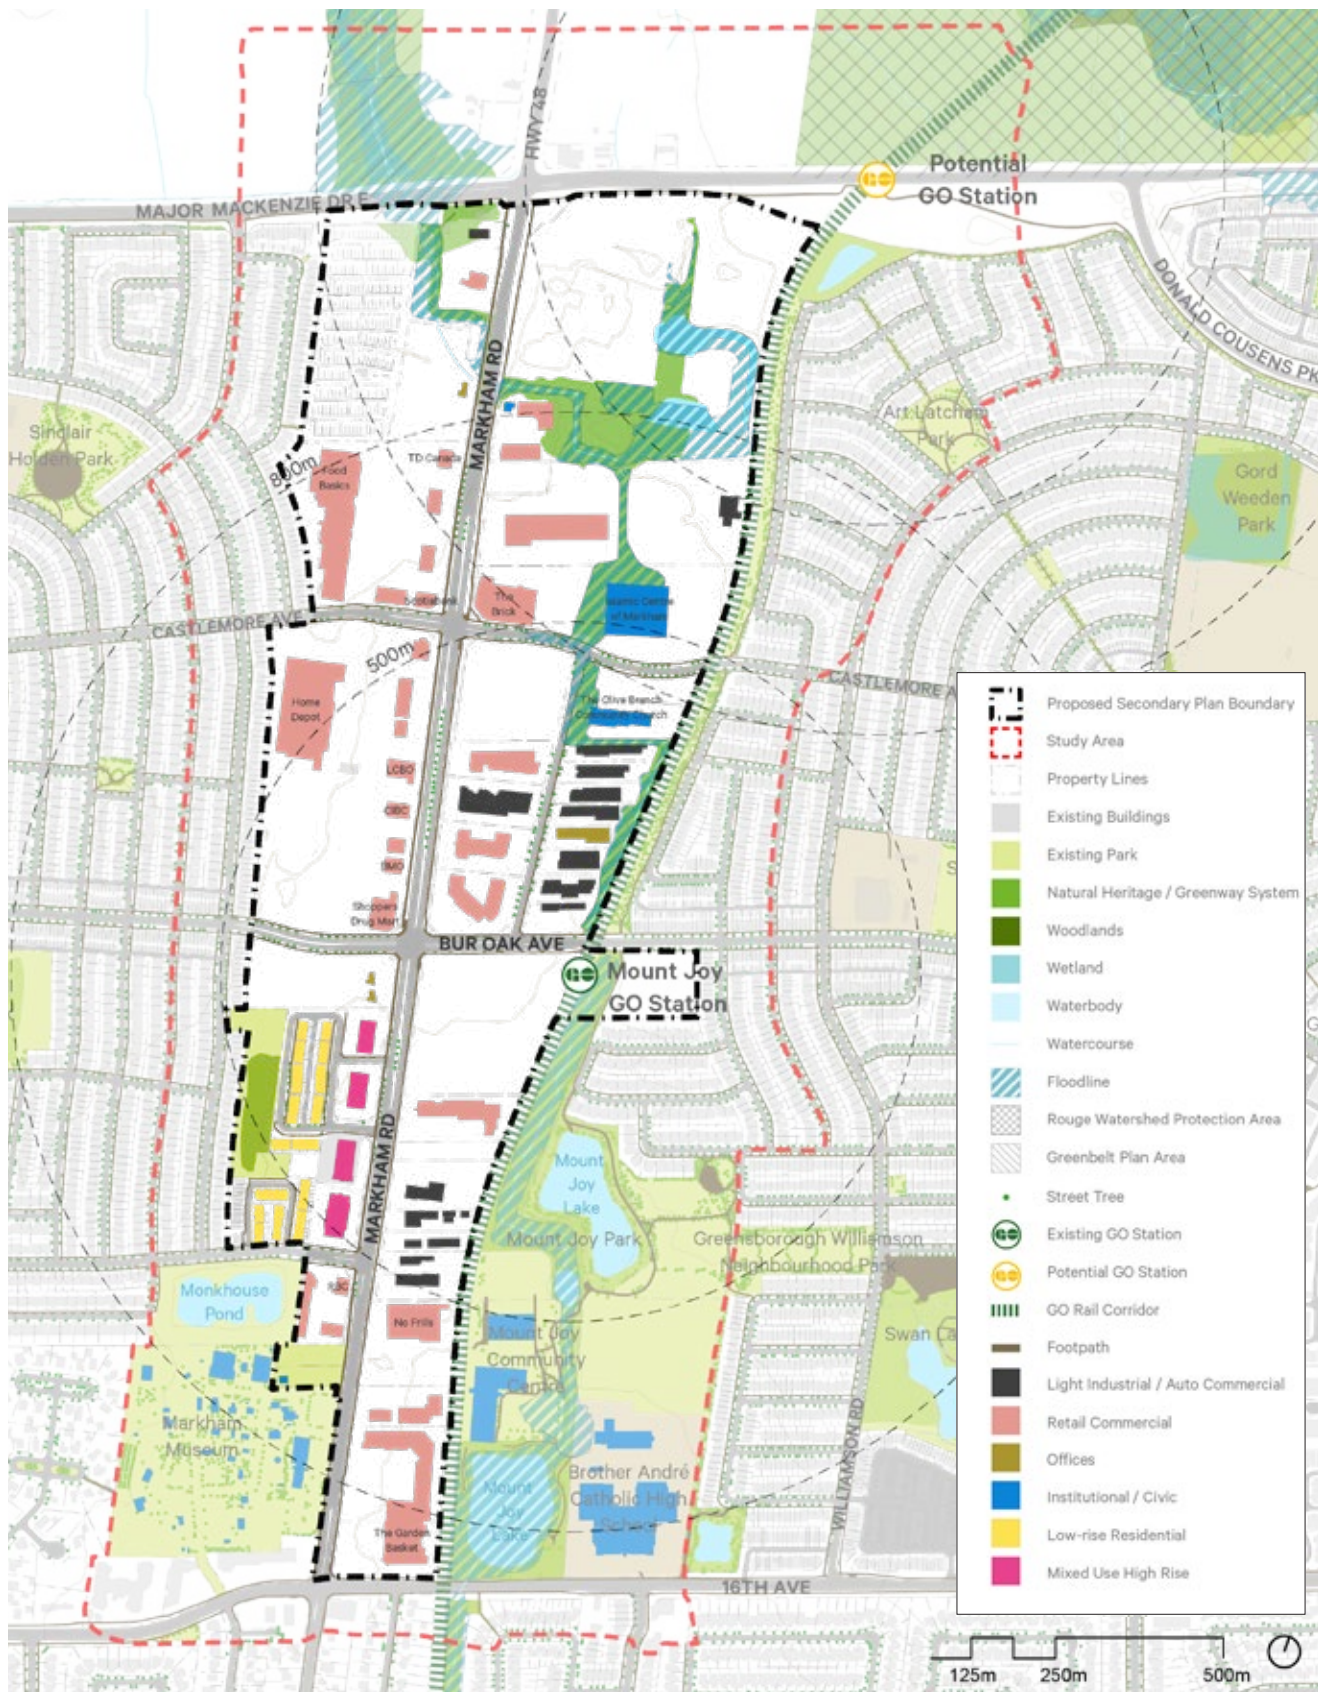 HWY 48
Potential
GO Station
GO
MAJOR MACKENZIE DR E
DONALD COUSENS PK
MARKHAM RD
Art Latcham
Park
Sinclair
Holden Park
800m
Food
Basics
TD Canada
Gord
Weeden
Park
Scotiabank
The
Brick
Islamic Centre
of Markham
CASTLEMORE AVE
500m
CASTLEMORE A
Home
Depot
The Olive Branch
Community Church
LCBO
CIBC
BMO
Shoppers
Drug Mart
BUR OAK AVE
GO
Mount Joy
GO Station
MARKHAM RD
Mount
Joy
Lake
Mount Joy Park
Greensborough Williamson
Neighbourhood Park
Monkhouse
Pond
RBC
No Frills
Mount Joy
Community
Centre
Swan La
Markham
Museum
Brother André
Catholic High
School
Mount
Joy
Lake
WILLIAMSON RD
The Garden
Basket
16TH AVE
Proposed Secondary Plan Boundary
Study Area
Property Lines
Existing Buildings
Existing Park
Natural Heritage / Greenway System
Woodlands
Wetland
Waterbody
Watercourse
Floodline
Rouge Watershed Protection Area
Greenbelt Plan Area
Street Tree
GO
Existing GO Station
GO
Potential GO Station
GO Rail Corridor
Footpath
Light Industrial / Auto Commercial
Retail Commercial
Offices
Institutional / Civic
Low-rise Residential
Mixed Use High Rise
125m
250m
500m